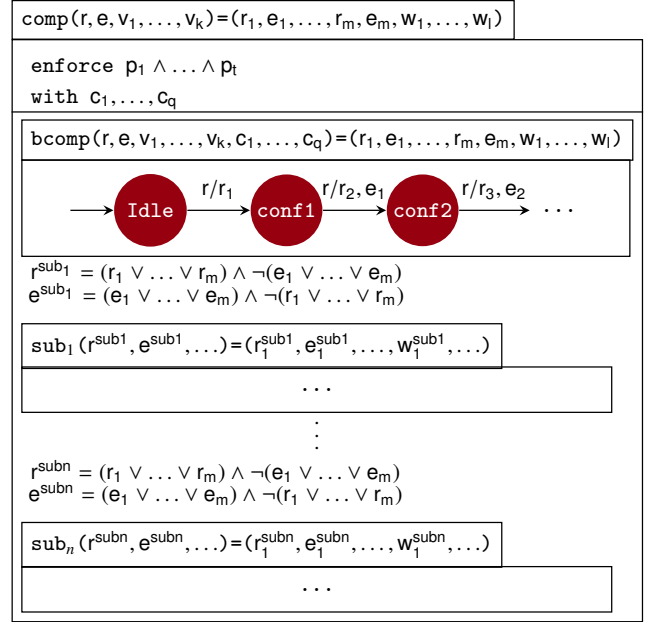 comp(r, e, v₁, . . . , vₖ)=(r₁, e₁, . . . , rₘ, eₘ, w₁, . . . , wₗ)
enforce p₁ ∧ . . . ∧ pₜ
with c₁, . . . , c_q
bcomp(r, e, v₁, . . . , vₖ, c₁, . . . , c_q)=(r₁, e₁, . . . , rₘ, eₘ, w₁, . . . , wₗ)
r/r₁ r/r₂, e₁ r/r₃, e₂
Idle conf1 conf2 · · ·
r^sub₁ = (r₁ ∨ . . . ∨ rₘ) ∧ ¬(e₁ ∨ . . . ∨ eₘ)
e^sub₁ = (e₁ ∨ . . . ∨ eₘ) ∧ ¬(r₁ ∨ . . . ∨ rₘ)
sub₁(r^sub1, e^sub1, . . .)=(r₁^sub1, e₁^sub1, . . . , w₁^sub1, . . .)
...
⋮
r^subn = (r₁ ∨ . . . ∨ rₘ) ∧ ¬(e₁ ∨ . . . ∨ eₘ)
e^subn = (e₁ ∨ . . . ∨ eₘ) ∧ ¬(r₁ ∨ . . . ∨ rₘ)
subₙ(r^subn, e^subn, . . .)=(r₁^subn, e₁^subn, . . . , w₁^subn, . . .)
...